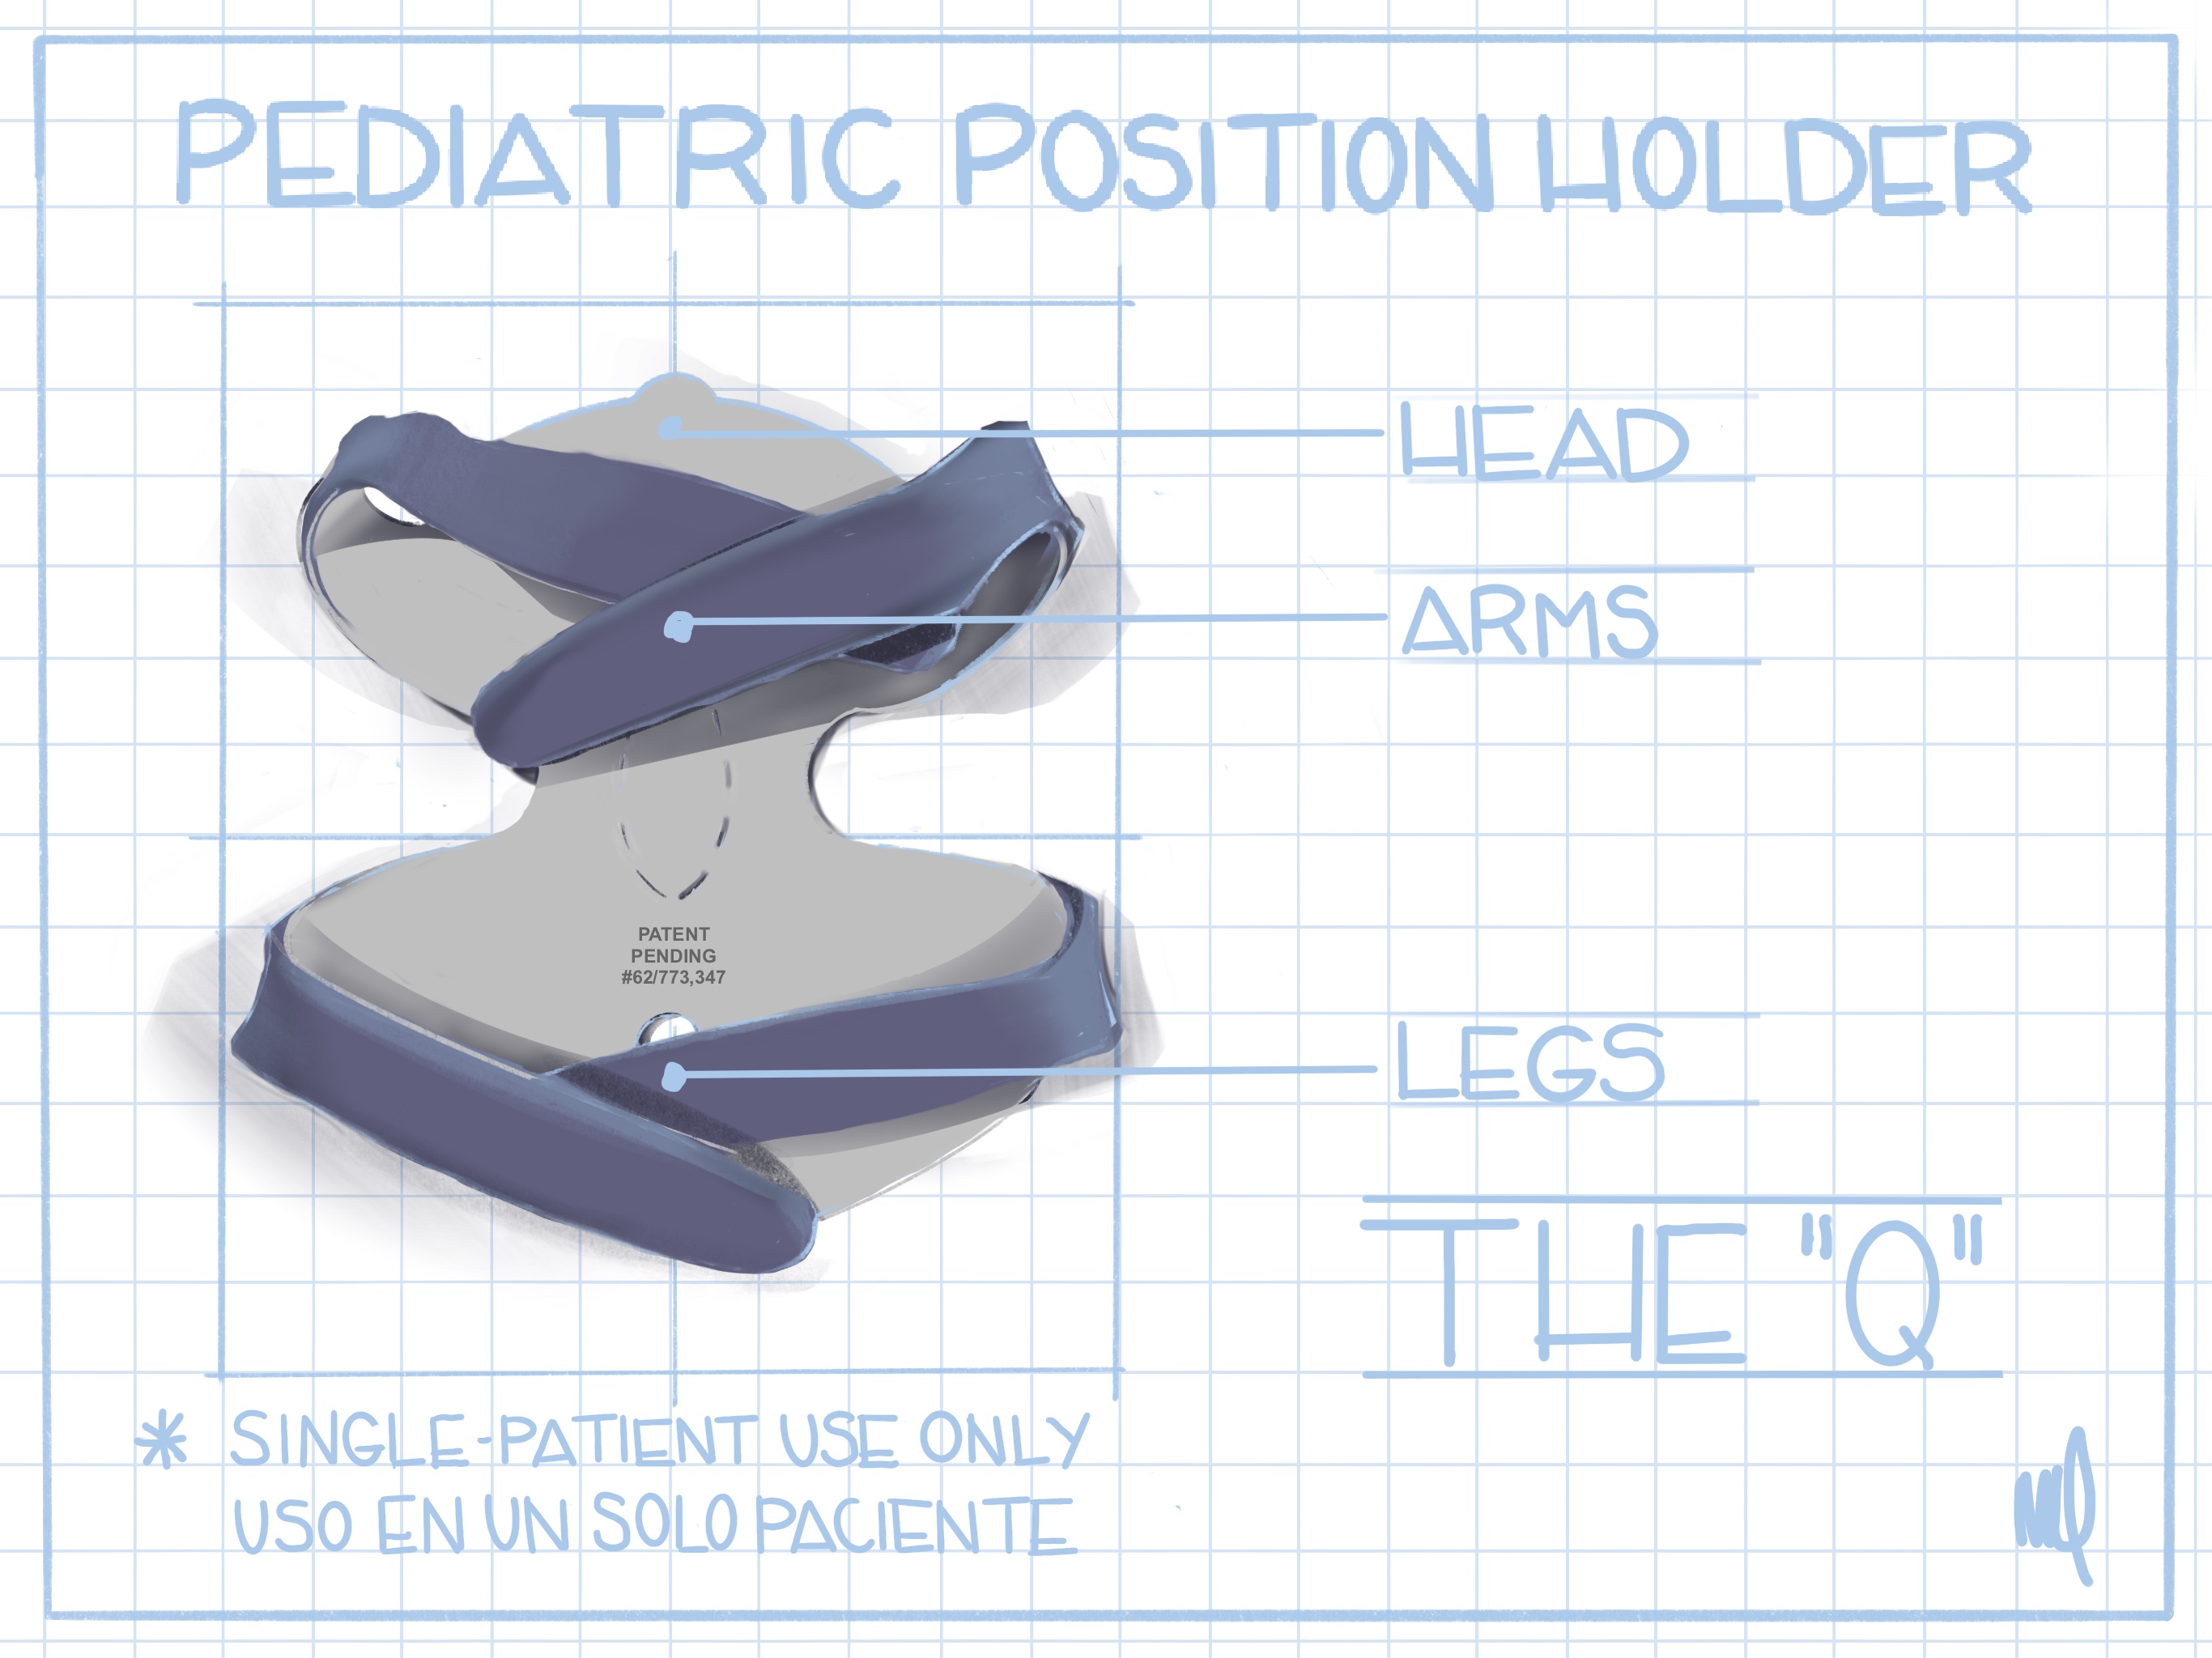 PEDIATRIC POSITION HOLDER
HEAD
ARMS
PATENT
PENDING
#62/773,347
LEGS
THE "Q"
* SINGLE-PATIENT USE ONLY
USO EN UN SOLO PACIENTE